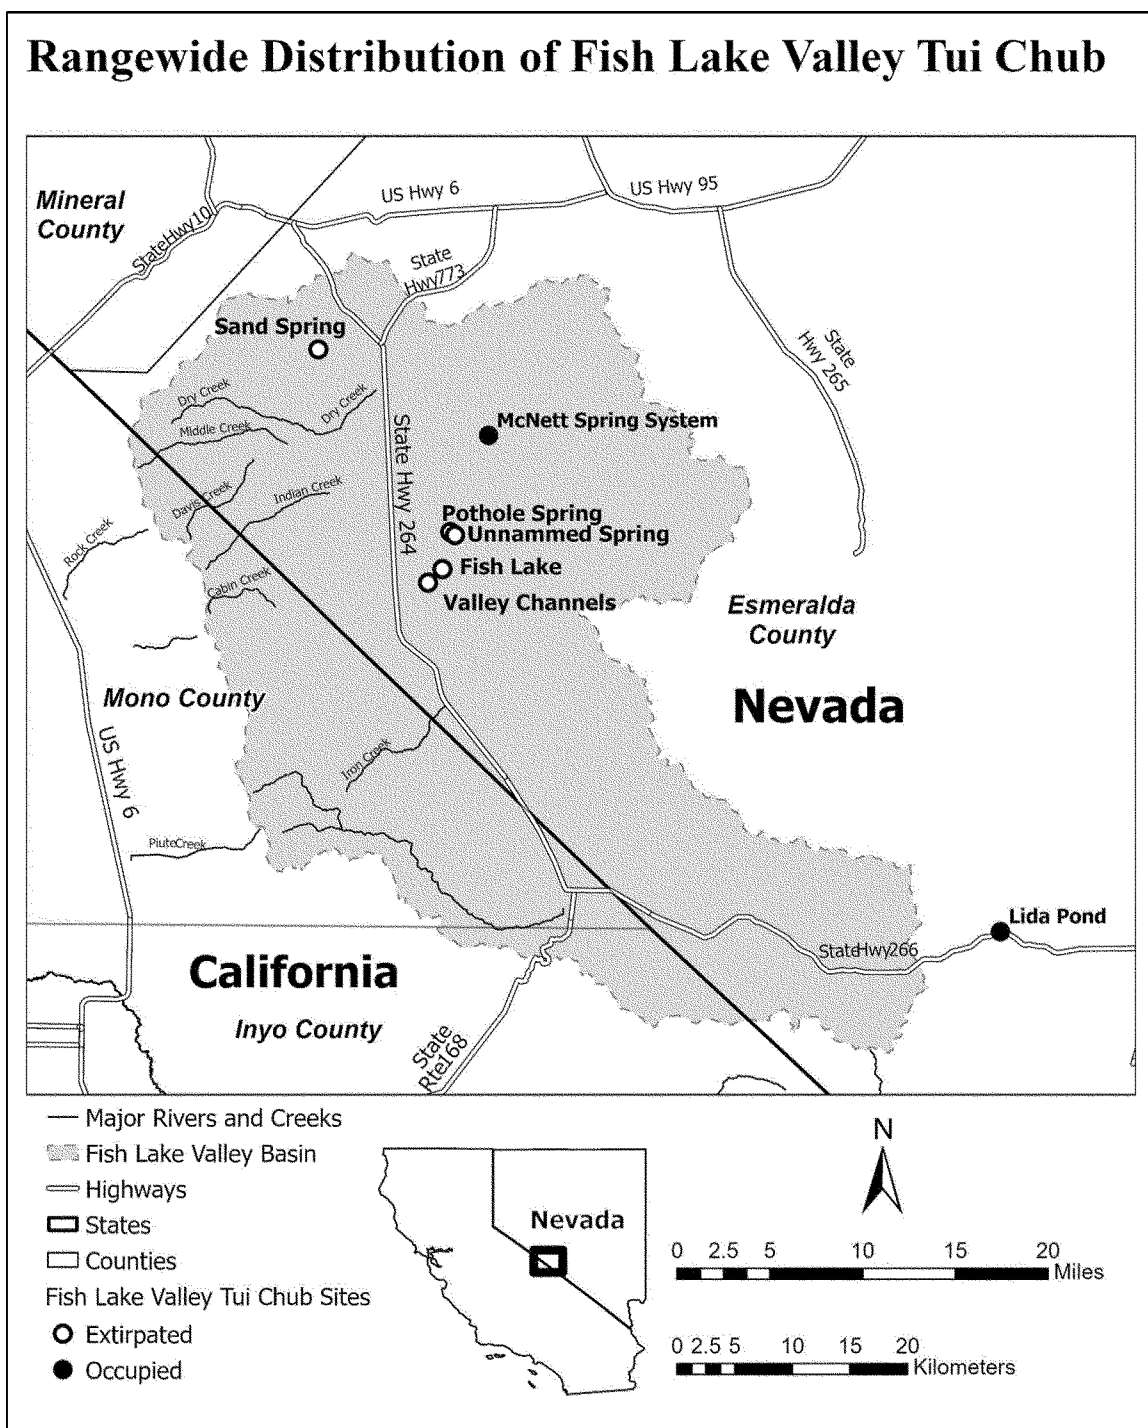 Rangewide Distribution of Fish Lake Valley Tui Chub
Mineral
County
US Hwy 6
US Hwy 95
StateHwy10
State
Hwy773
Sand Spring
State
Hwy 265
Dry Creek
Dry Creek
Middle Creek
McNett Spring System
State Hwy 264
Davis Creek
Indian Creek
Pothole Spring
Unnammed Spring
Rock Creek
Fish Lake
Valley Channels
Cabin Creek
Esmeralda
County
Mono County
Nevada
US Hwy 6
Iron Creek
PiuteCreek
Lida Pond
StateHwy266
California
Inyo County
State
Rte168
Major Rivers and Creeks
Fish Lake Valley Basin
Highways
States
Counties
Fish Lake Valley Tui Chub Sites
Extirpated
Occupied
Nevada
N
0 2.5 5 10 15 20
Miles
0 2.5 5 10 15 20
Kilometers